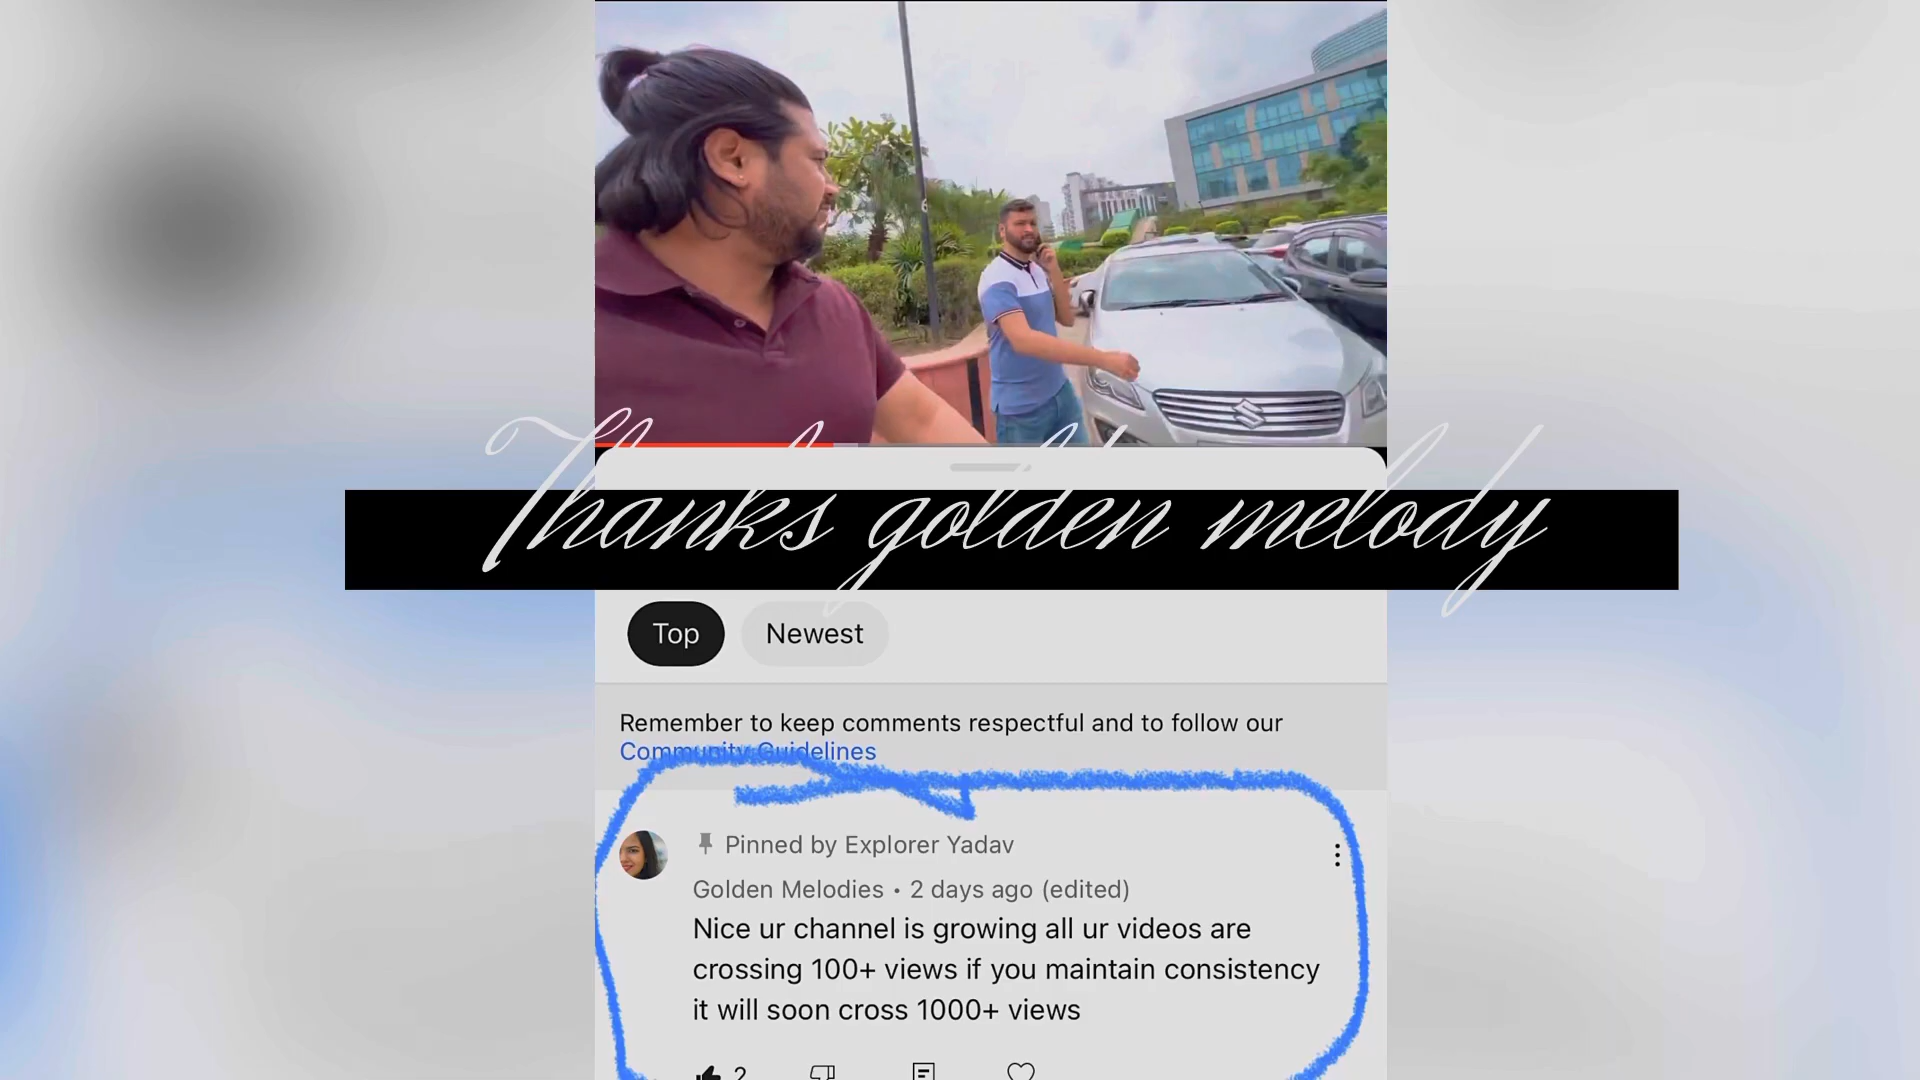 Thanks golden melody
Top
Newest
Remember to keep comments respectful and to follow our
Community Guidelines
Pinned by Explorer Yadav
Golden Melodies • 2 days ago (edited)
Nice ur channel is growing all ur videos are
crossing 100+ views if you maintain consistency
it will soon cross 1000+ views
2